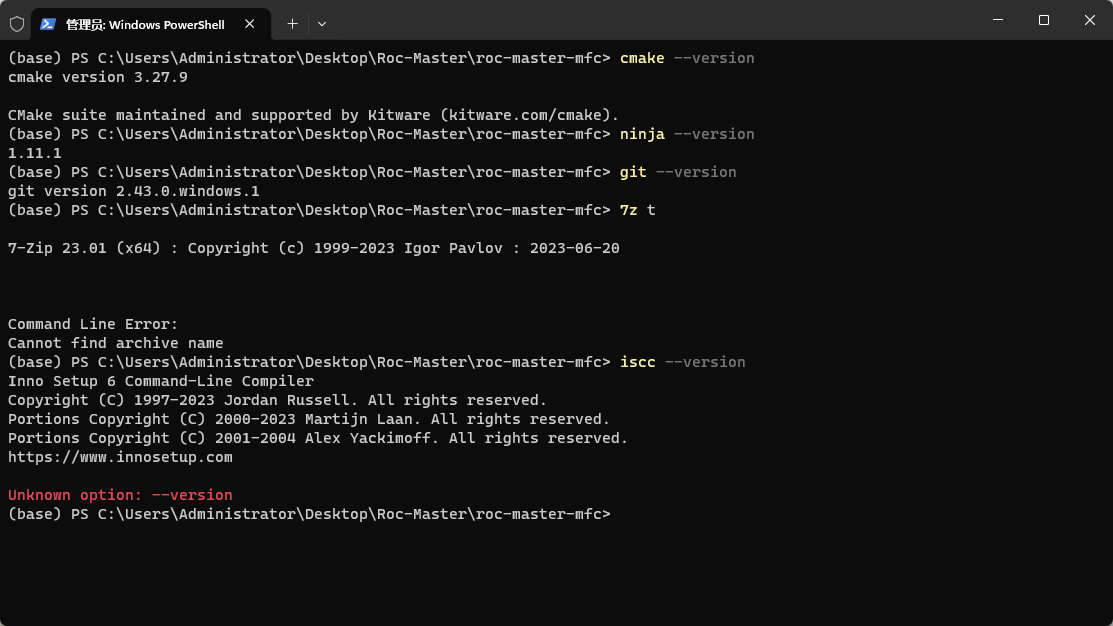 管理员: Windows PowerShell
(base) PS C:\Users\Administrator\Desktop\Roc-Master\roc-master-mfc> cmake --version
cmake version 3.27.9
CMake suite maintained and supported by Kitware (kitware.com/cmake).
(base) PS C:\Users\Administrator\Desktop\Roc-Master\roc-master-mfc> ninja --version
1.11.1
(base) PS C:\Users\Administrator\Desktop\Roc-Master\roc-master-mfc> git --version
git version 2.43.0.windows.1
(base) PS C:\Users\Administrator\Desktop\Roc-Master\roc-master-mfc> 7z t
7-Zip 23.01 (x64) : Copyright (c) 1999-2023 Igor Pavlov : 2023-06-20
Command Line Error:
Cannot find archive name
(base) PS C:\Users\Administrator\Desktop\Roc-Master\roc-master-mfc> iscc --version
Inno Setup 6 Command-Line Compiler
Copyright (C) 1997-2023 Jordan Russell. All rights reserved.
Portions Copyright (C) 2000-2023 Martijn Laan. All rights reserved.
Portions Copyright (C) 2001-2004 Alex Yackimoff. All rights reserved.
https://www.innosetup.com
Unknown option: --version
(base) PS C:\Users\Administrator\Desktop\Roc-Master\roc-master-mfc>